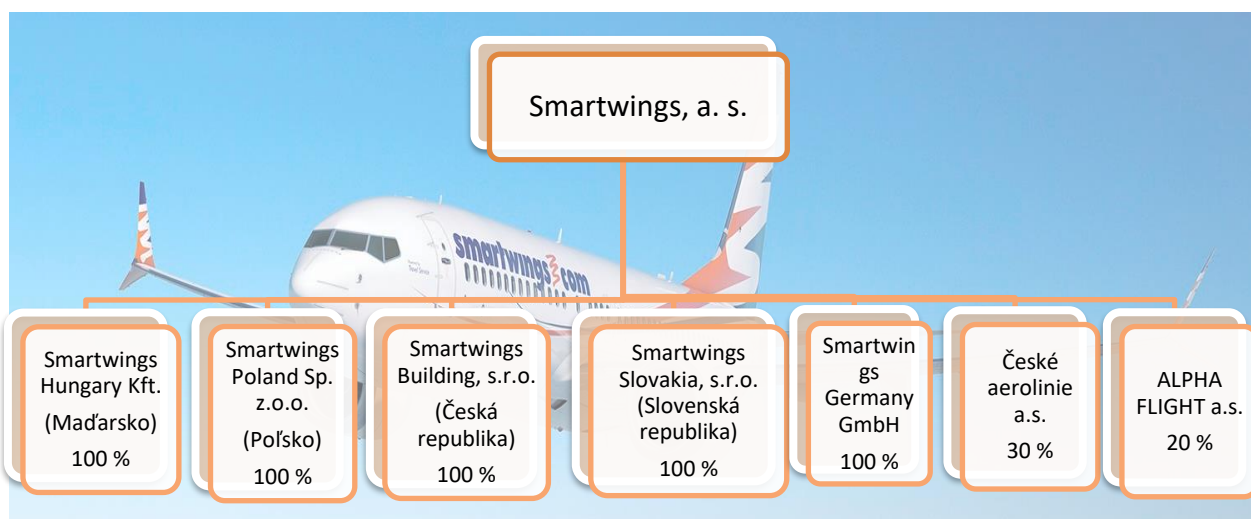 Smartwings, a. s.
smartwings.com
Smartwings
Hungary Kft.
(Maďarsko)
100 %
Smartwings
Poland Sp.
z.o.o.
(Poľsko)
100 %
Smartwings
Building, s.r.o.
(Česká
republika)
100 %
Smartwings
Slovakia, s.r.o.
(Slovenská
republika)
100 %
Smartwin
gs
Germany
GmbH
100 %
České
aerolinie
a.s.
30 %
ALPHA
FLIGHT a.s.
20 %